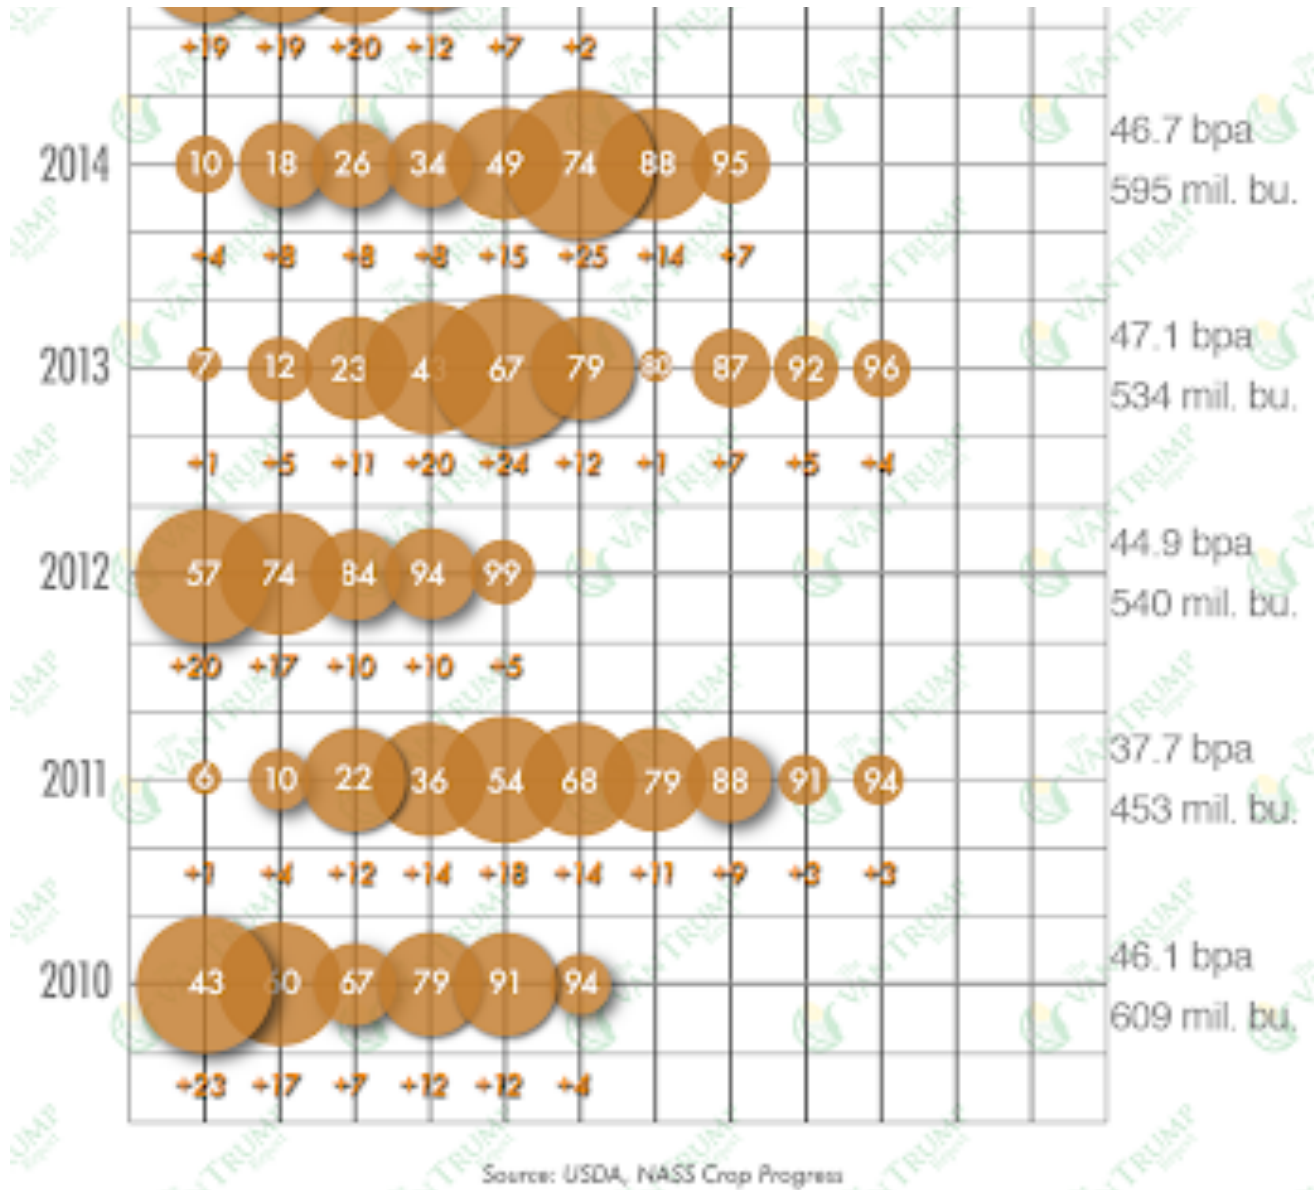 +19 +19 +20 +12 +7 +2
2014 10 18 26 34 49 74 88 95 46.7 bpa
595 mil. bu.
+4 +8 +8 +8 +15 +25 +14 +7
2013 7 12 23 43 67 79 80 87 92 96 47.1 bpa
534 mil. bu.
+1 +5 +11 +20 +24 +12 +1 +7 +5 +4
2012 57 74 84 94 99 44.9 bpa
540 mil. bu.
+20 +17 +10 +10 +5
2011 6 10 22 36 54 68 79 88 91 94 37.7 bpa
453 mil. bu.
+1 +4 +12 +14 +18 +14 +11 +9 +3 +3
2010 43 60 67 79 91 94 46.1 bpa
609 mil. bu.
+23 +17 +7 +12 +12 +4
Source: USDA, NASS Crop Progress
The VAN TRUMP Report